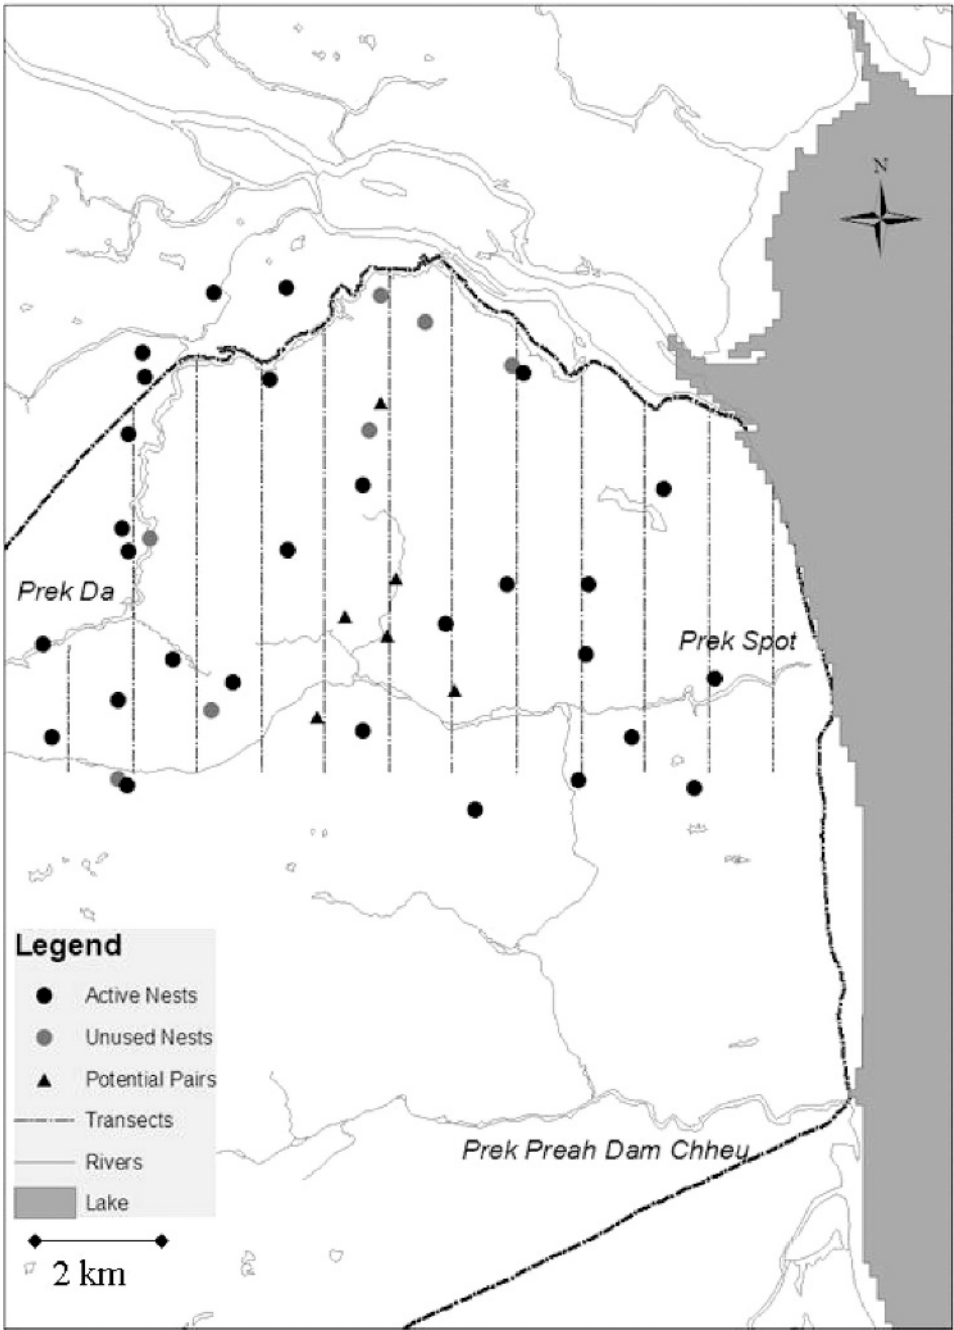 N
Prek Da
Prek Spot
Legend
Active Nests
Unused Nests
Potential Pairs
Transects
Rivers
Lake
Prek Preah Dam Chheu
2 km